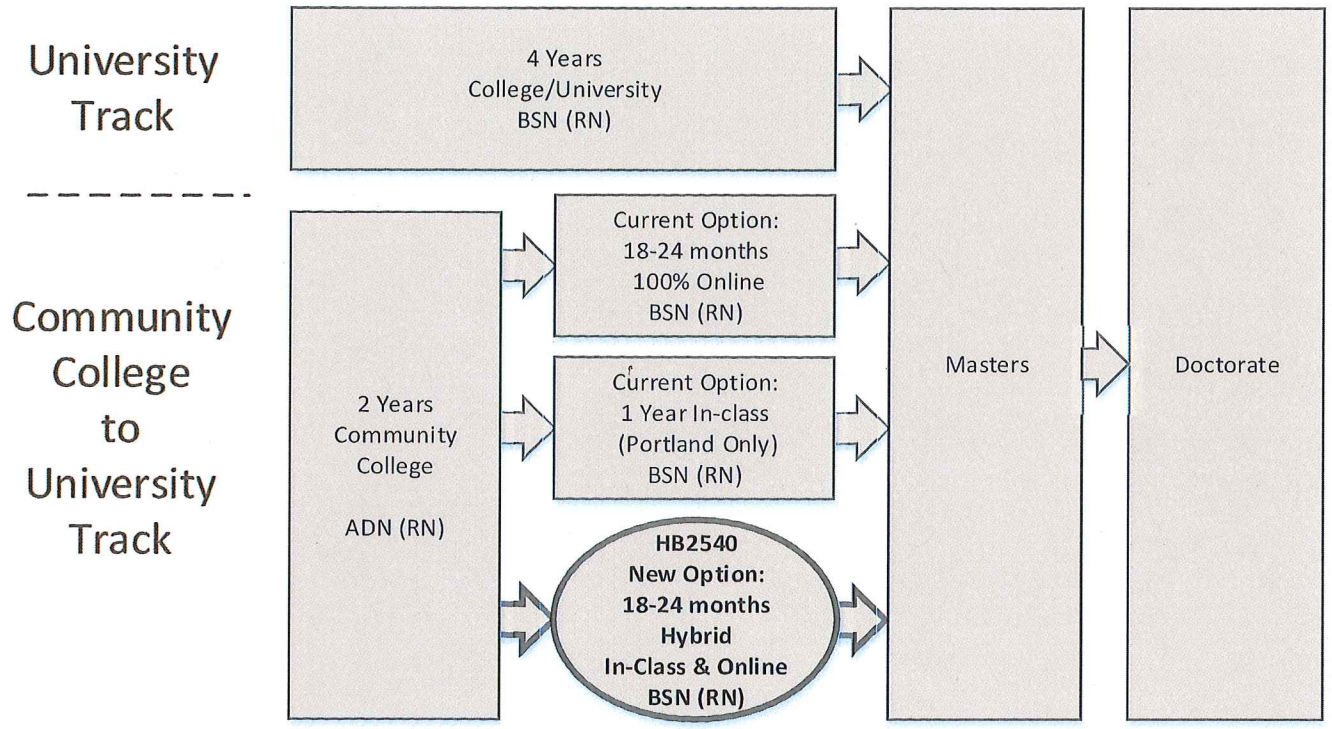 University
Track
4 Years
College/University
BSN (RN)
Community
College
to
University
Track
2 Years
Community
College
ADN (RN)
Current Option:
18-24 months
100% Online
BSN (RN)
Current Option:
1 Year In-class
(Portland Only)
BSN (RN)
HB2540
New Option:
18-24 months
Hybrid
In-Class & Online
BSN (RN)
Masters
Doctorate